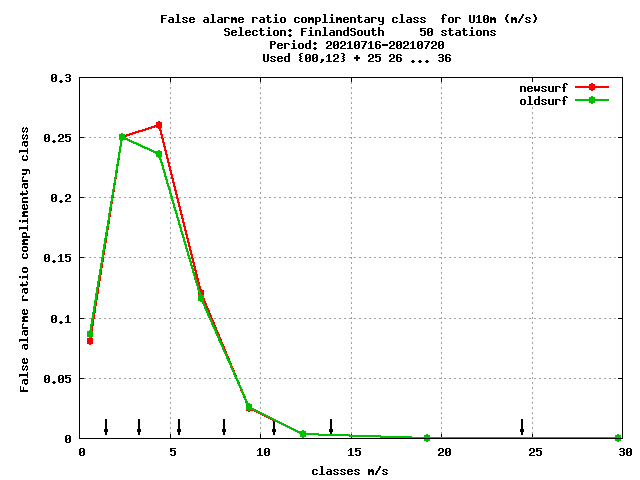 False alarme ratio complimentary class  for U10m (m/s)
Selection: FinlandSouth     50 stations
Period: 20210716-20210720
Used {00,12} + 25 26 ... 36
newsurf
oldsurf
False alarme ratio complimentary class
0.3
0.25
0.2
0.15
0.1
0.05
0
0 5 10 15 20 25 30
classes m/s